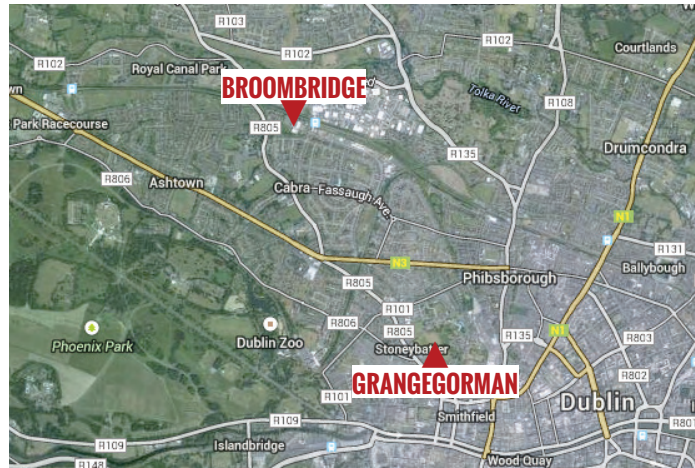 R103
R102
R102
R102
Courtlands
Royal Canal Park
BROOMBRIDGE
Tolka River
R108
Park Racecourse
R805
Drumcondra
R806
R135
Ashtown
Cabra
Fassaugh Ave
N1
R131
N3
Ballybough
R805
Phibsborough
R101
R806
R805
R135
N1
R803
Phoenix Park
Dublin Zoo
Stoneybatter
R802
GRANGEGORMAN
R101
Dublin
Smithfield
R109
R801
R109
Islandbridge
R148
Wood Quay